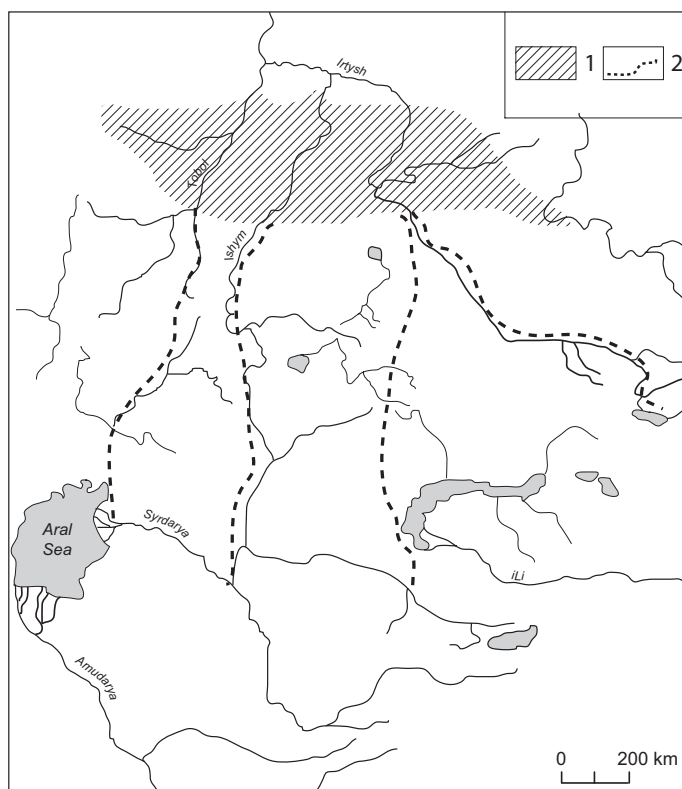 Irtysh
1
2
Tobol
Ishym
Aral
Sea
Syrdarya
iLi
Amudarya
0
200 km